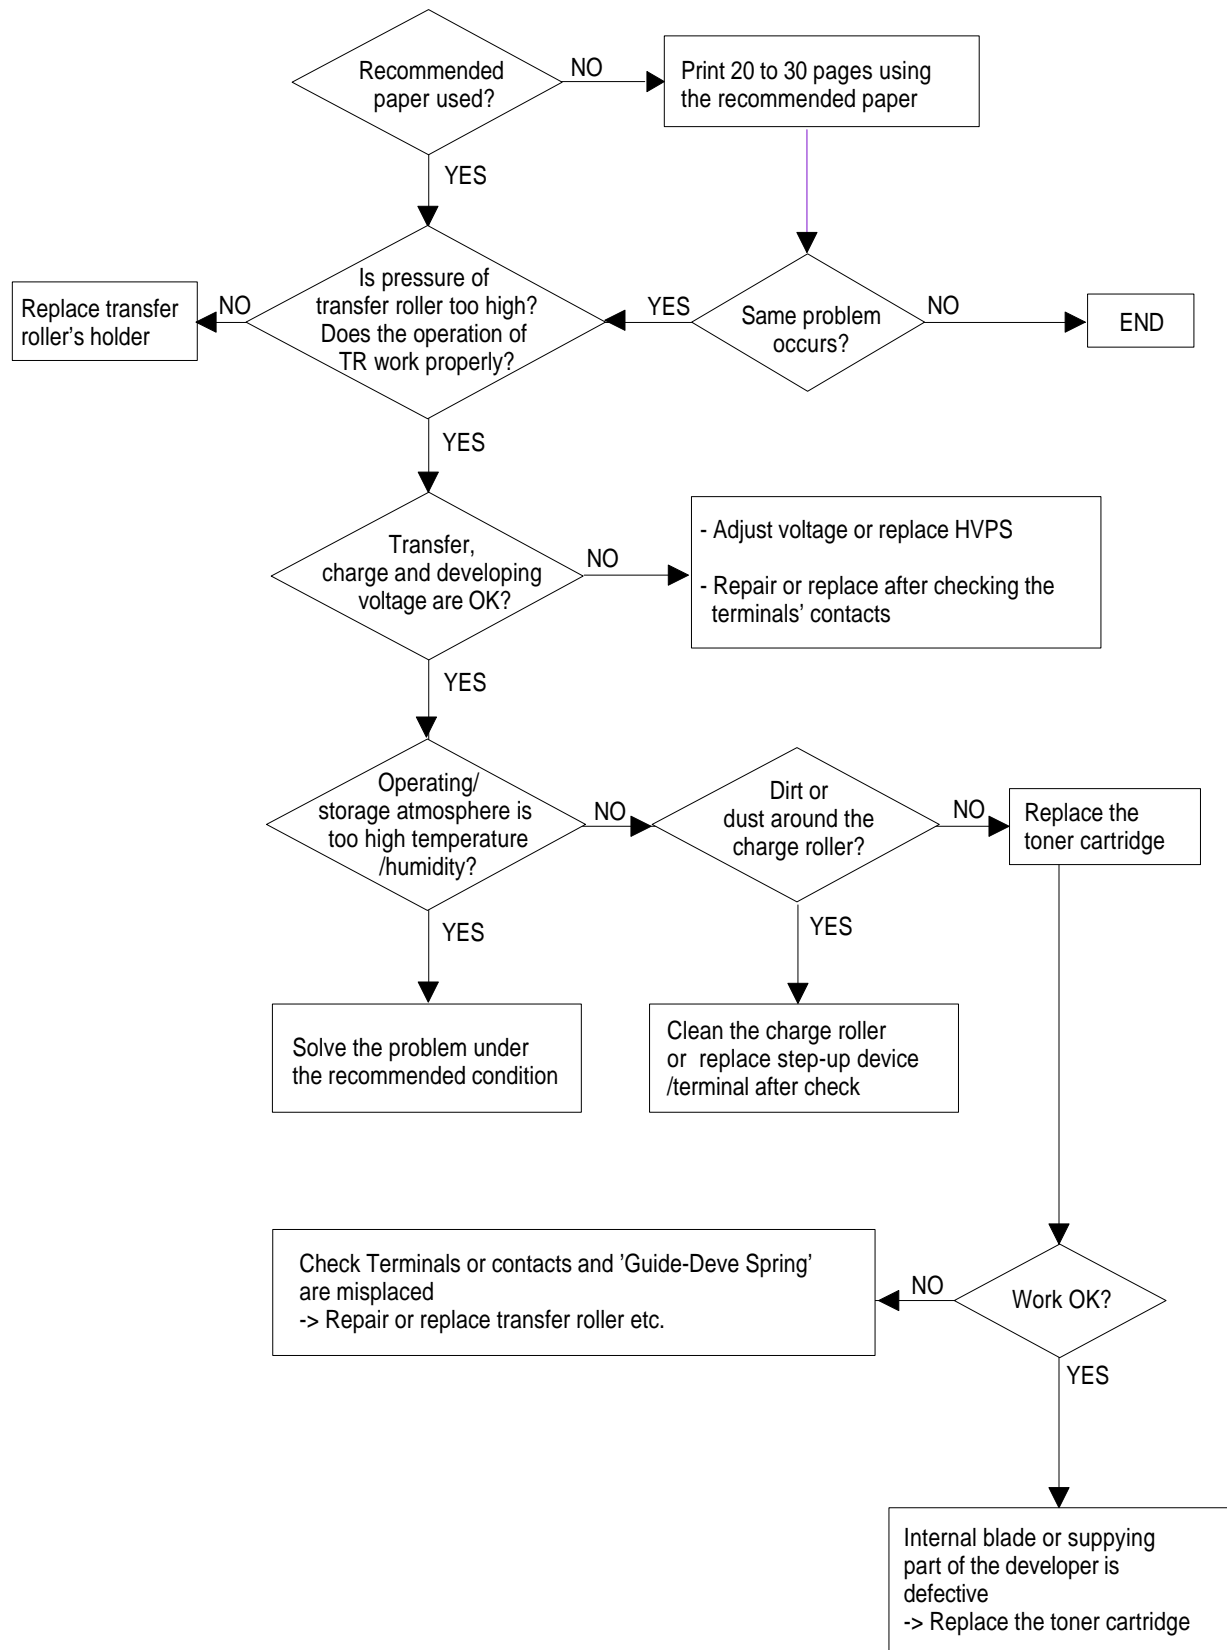 Recommended
paper used?
NO
Print 20 to 30 pages using
the recommended paper
YES
Is pressure of
transfer roller too high?
Does the operation of
TR work properly?
NO
Replace transfer
roller's holder
YES
Same problem
occurs?
NO
END
YES
Transfer,
charge and developing
voltage are OK?
NO
- Adjust voltage or replace HVPS
- Repair or replace after checking the
terminals’ contacts
YES
Operating/
storage atmosphere is
too high temperature
/humidity?
NO
Dirt or
dust around the
charge roller?
NO
Replace the
toner cartridge
YES
YES
Solve the problem under
the recommended condition
Clean the charge roller
or replace step-up device
/terminal after check
Check Terminals or contacts and ’Guide-Deve Spring’
are misplaced
-> Repair or replace transfer roller etc.
NO
Work OK?
YES
Internal blade or suppying
part of the developer is
defective
-> Replace the toner cartridge